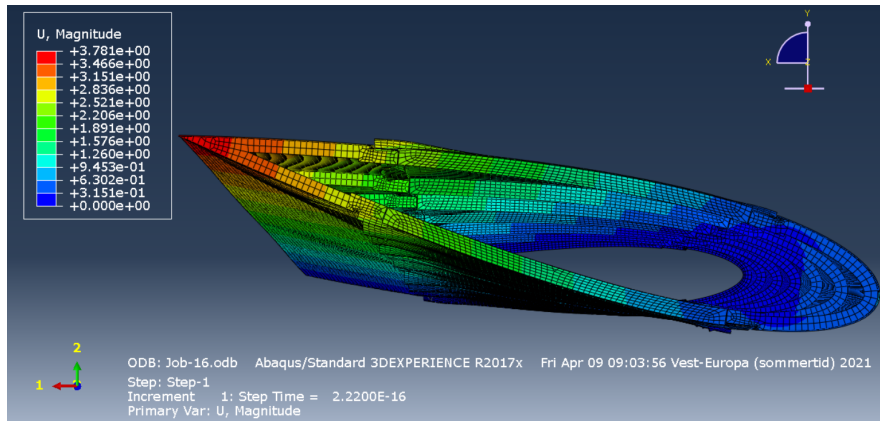 U, Magnitude
+3.781e+00
+3.466e+00
+3.151e+00
+2.836e+00
+2.521e+00
+2.206e+00
+1.891e+00
+1.576e+00
+1.260e+00
+9.453e-01
+6.302e-01
+3.151e-01
+0.000e+00
Y
X
Z
2
1
ODB: Job-16.odb Abaqus/Standard 3DEXPERIENCE R2017x Fri Apr 09 09:03:56 Vest-Europa (sommertid) 2021
Step: Step-1
Increment 1: Step Time = 2.2200E-16
Primary Var: U, Magnitude